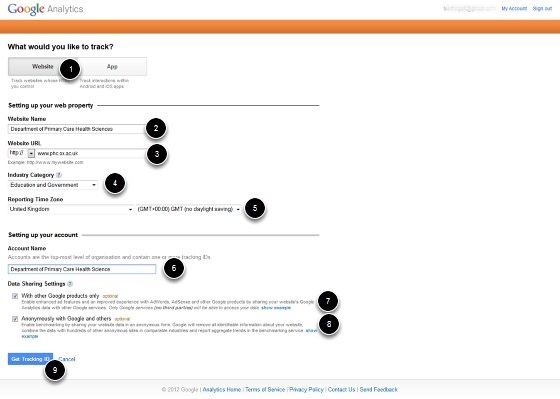 Google Analytics
My Account Sign out
What would you like to track?
Website 1 App
Track websites whose
you control
Track interactions within
Android and iOS apps
Setting up your web property
Website Name
Department of Primary Care Health Sciences 2
Website URL
http:// www.phc.ox.ac.uk 3
Example: http://www.mywebsite.com
Industry Category ?
Education and Government 4
Reporting Time Zone
United Kingdom (GMT+00:00) GMT (no daylight saving) 5
Setting up your account
Account Name
Accounts are the top-most level of organisation and contain one or more tracking IDs.
Department of Primary Care Health Science 6
Data Sharing Settings ?
With other Google products only optional 7
Enable enhanced ad features and an improved experience with AdWords, AdSense and other Google products by sharing your website's Google
Analytics data with other Google services. Only Google services (no third parties) will be able to access your data. show example
Anonymously with Google and others optional 8
Enable benchmarking by sharing your website data in an anonymous form. Google will remove all identifiable information about your website,
combine the data with hundreds of other anonymous sites in comparable industries and report aggregate trends in the benchmarking service. show
example
Get Tracking ID Cancel
9
© 2012 Google | Analytics Home | Terms of Service | Privacy Policy | Contact Us | Send Feedback